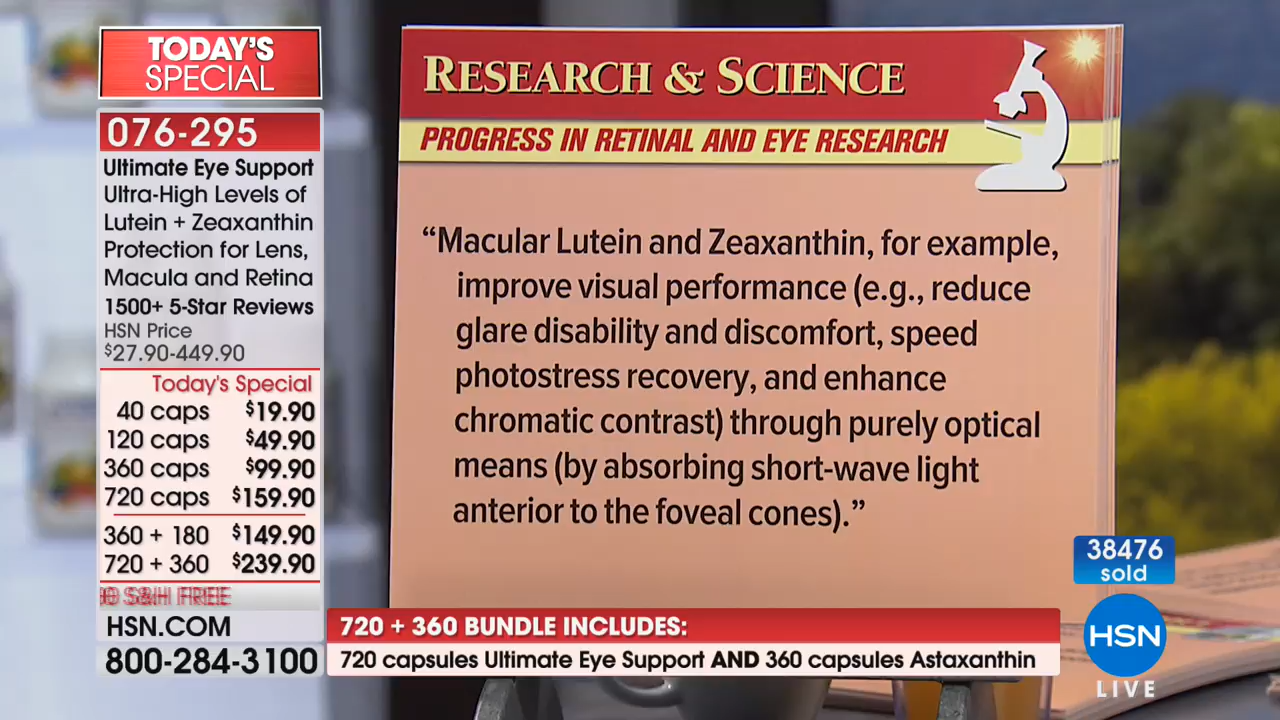 TODAY'S
SPECIAL
076-295
Ultimate Eye Support
Ultra-High Levels of
Lutein + Zeaxanthin
Protection for Lens,
Macula and Retina
1500+ 5-Star Reviews
HSN Price
$27.90-449.90
Today's Special
40 caps $19.90
120 caps $49.90
360 caps $99.90
720 caps $159.90
360 + 180 $149.90
720 + 360 $239.90
S&H FREE
HSN.COM
800-284-3100
RESEARCH & SCIENCE
PROGRESS IN RETINAL AND EYE RESEARCH
“Macular Lutein and Zeaxanthin, for example,
improve visual performance (e.g., reduce
glare disability and discomfort, speed
photostress recovery, and enhance
chromatic contrast) through purely optical
means (by absorbing short-wave light
anterior to the foveal cones).”
38476
sold
720 + 360 BUNDLE INCLUDES:
720 capsules Ultimate Eye Support AND 360 capsules Astaxanthin
HSN
LIVE